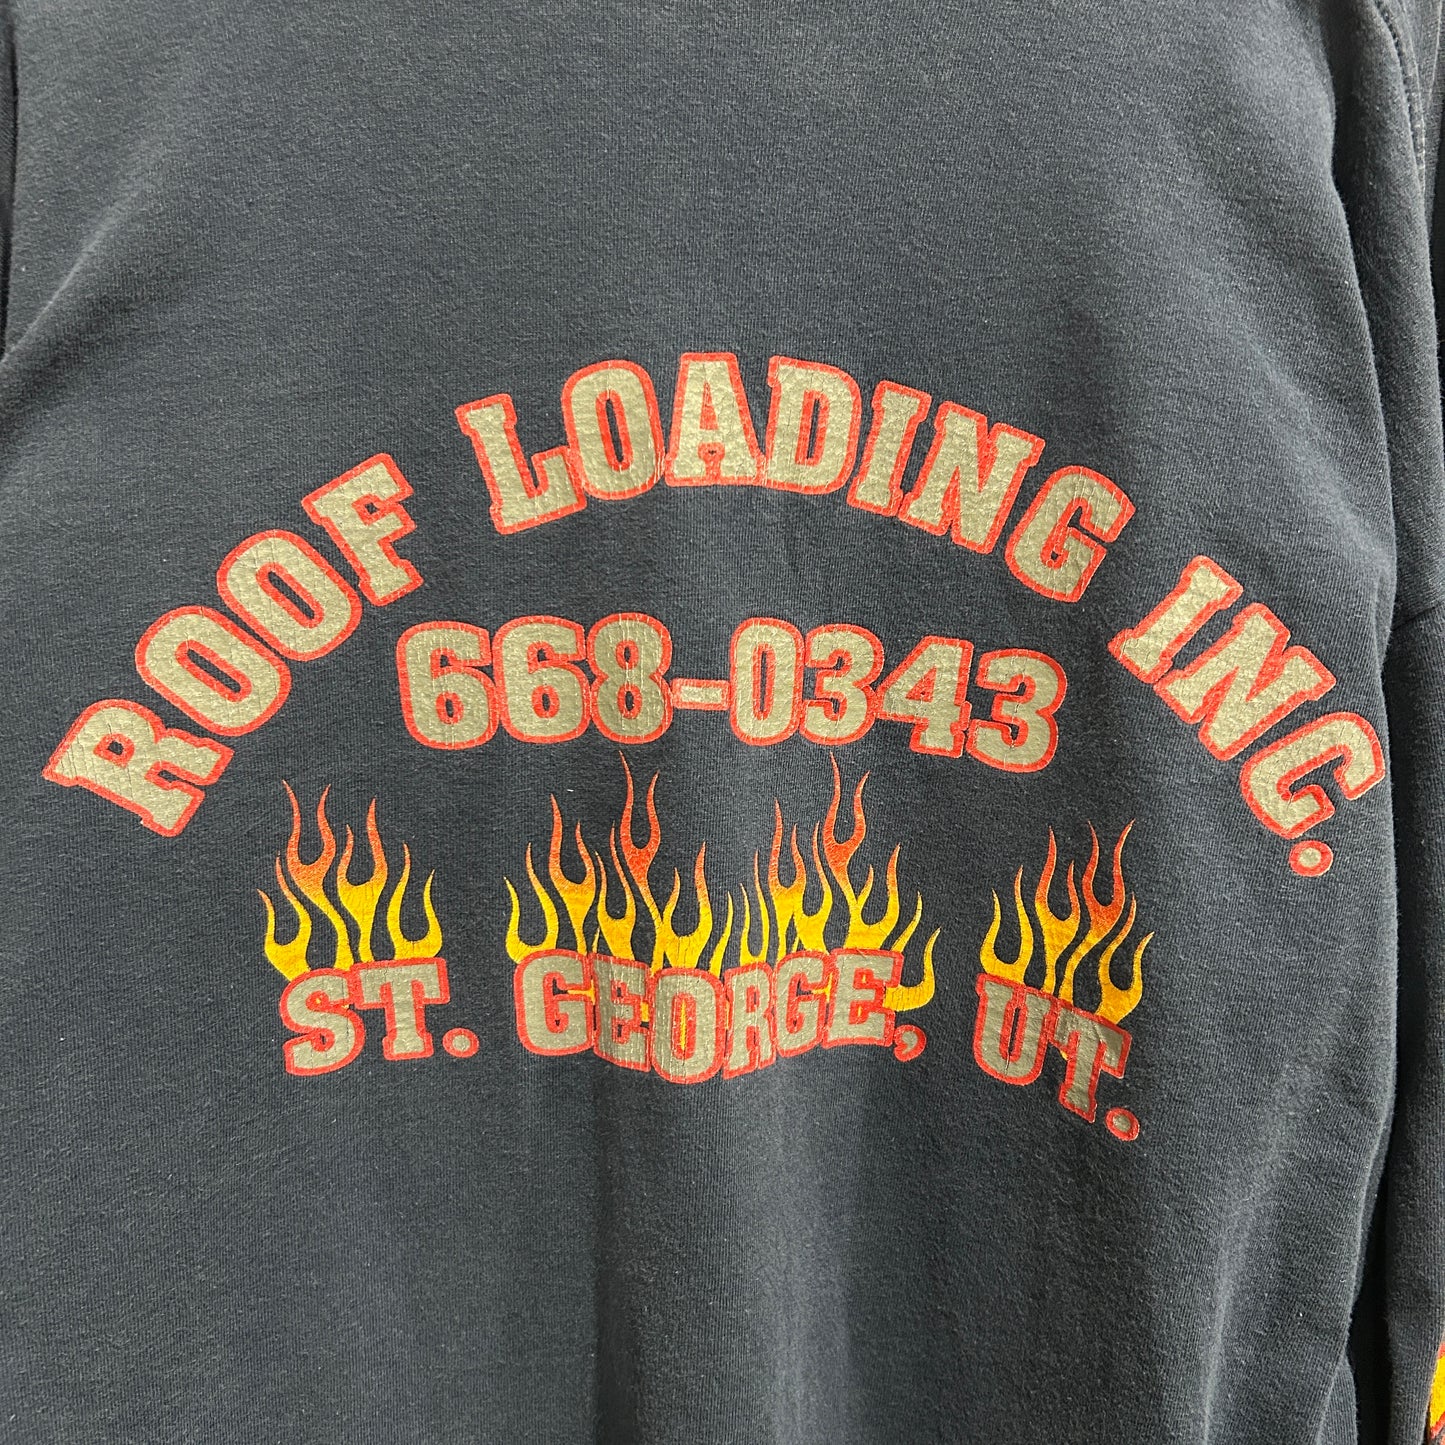 ROOF LOADING INC.
668-0343
ST. GEORGE, UT.